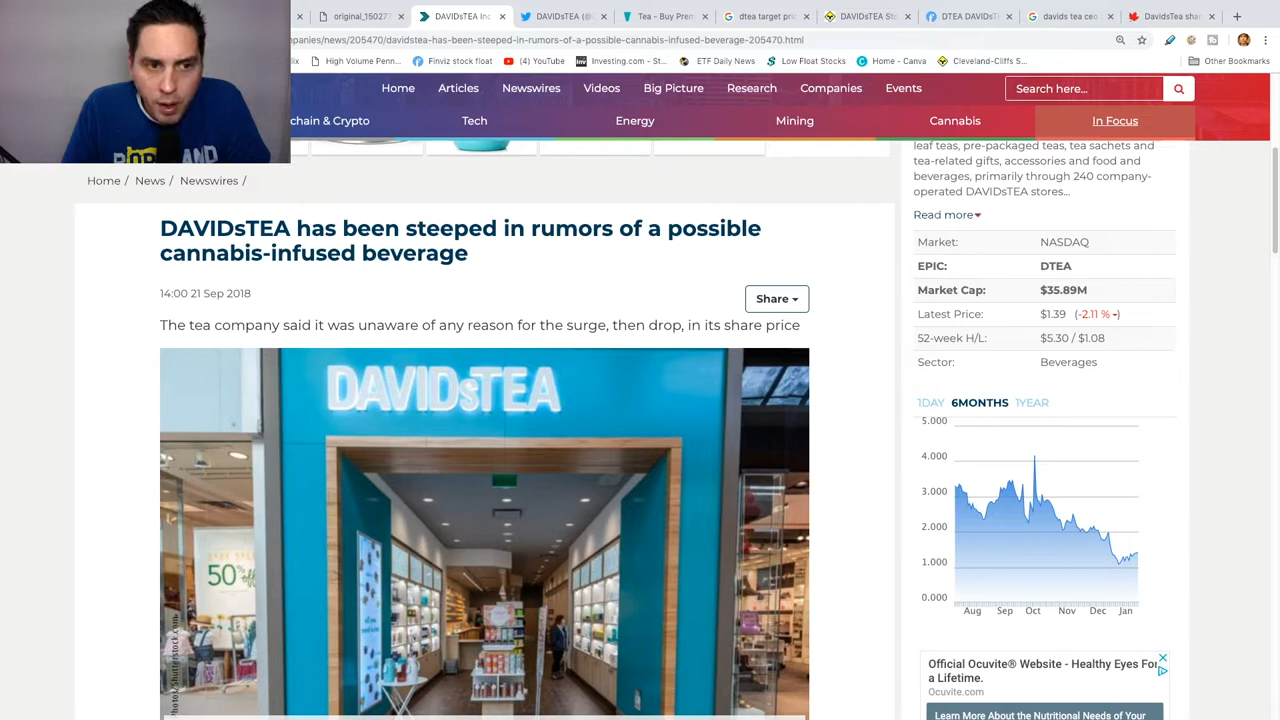 original_150277
DAVIDsTEA Inc
DAVIDsTEA (@D
Tea - Buy Prem
dtea target pric
DAVIDsTEA Sto
DTEA DAVIDsT
davids tea ceo
DavidsTea shar
mpanies/news/205470/davidstea-has-been-steeped-in-rumors-of-a-possible-cannabis-infused-beverage-205470.html
High Volume Penn...
Finviz stock float
(4) YouTube
Investing.com - St...
ETF Daily News
Low Float Stocks
Home - Canva
Cleveland-Cliffs S...
Other Bookmarks
Home
Articles
Newswires
Videos
Big Picture
Research
Companies
Events
Search here...
chain & Crypto
Tech
Energy
Mining
Cannabis
In Focus
Home / News / Newswires /
DAVIDsTEA has been steeped in rumors of a possible
cannabis-infused beverage
14:00 21 Sep 2018
Share
The tea company said it was unaware of any reason for the surge, then drop, in its share price
DAVIDsTEA
50%
leaf teas, pre-packaged teas, tea sachets and
tea-related gifts, accessories and food and
beverages, primarily through 240 company-
operated DAVIDsTEA stores...
Read more
Market: NASDAQ
EPIC: DTEA
Market Cap: $35.89M
Latest Price: $1.39 (-2.11 %)
52-week H/L: $5.30 / $1.08
Sector: Beverages
1DAY 6MONTHS 1YEAR
5.000
4.000
3.000
2.000
1.000
0.000
Aug Sep Oct Nov Dec Jan
Official Ocuvite® Website - Healthy Eyes For
a Lifetime.
Ocuvite.com
Learn More About the Nutritional Needs of Your